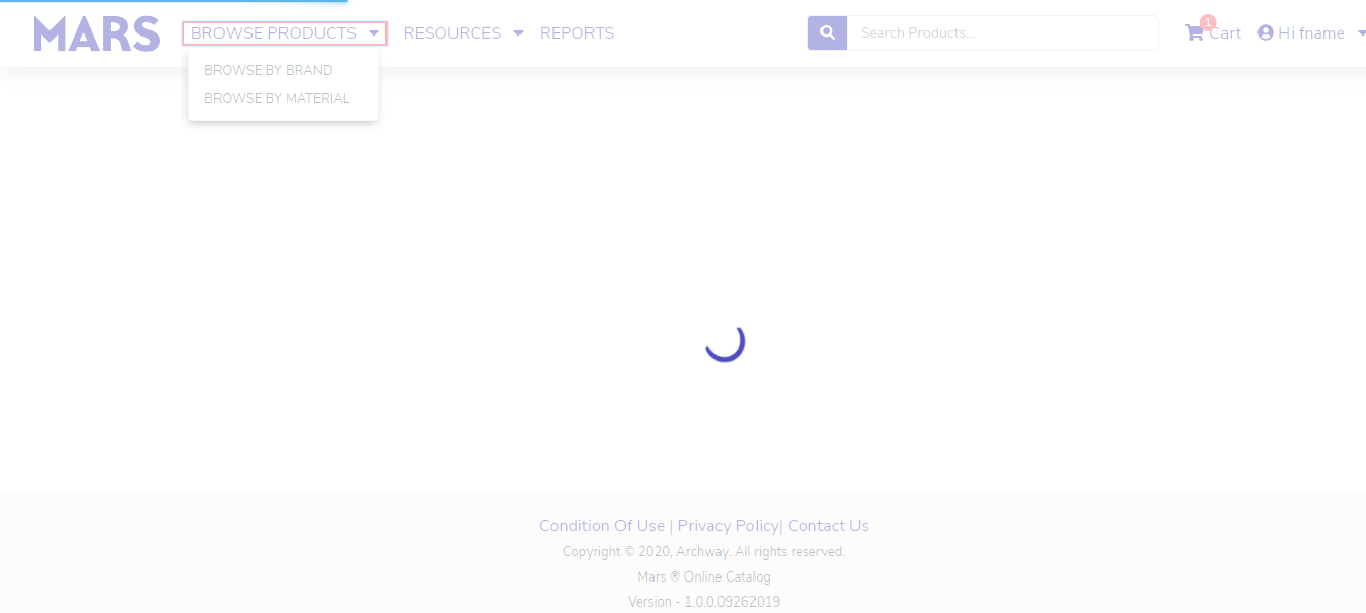 MARS BROWSE PRODUCTS RESOURCES REPORTS Search Products... 1 Cart Hi fname
BROWSE BY BRAND
BROWSE BY MATERIAL
Condition Of Use | Privacy Policy| Contact Us
Copyright © 2020, Archway. All rights reserved.
Mars ® Online Catalog
Version - 1.0.0.09262019